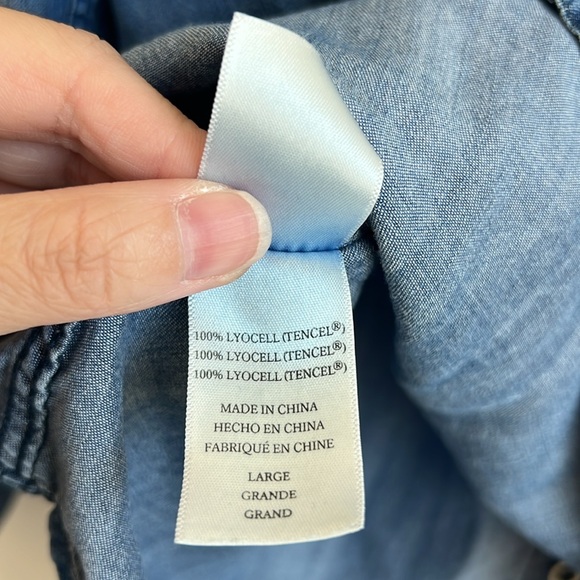 100% LYOCELL (TENCEL®)
100% LYOCELL (TENCEL®)
100% LYOCELL (TENCEL®)
MADE IN CHINA
HECHO EN CHINA
FABRIQUÉ EN CHINE
LARGE
GRANDE
GRAND